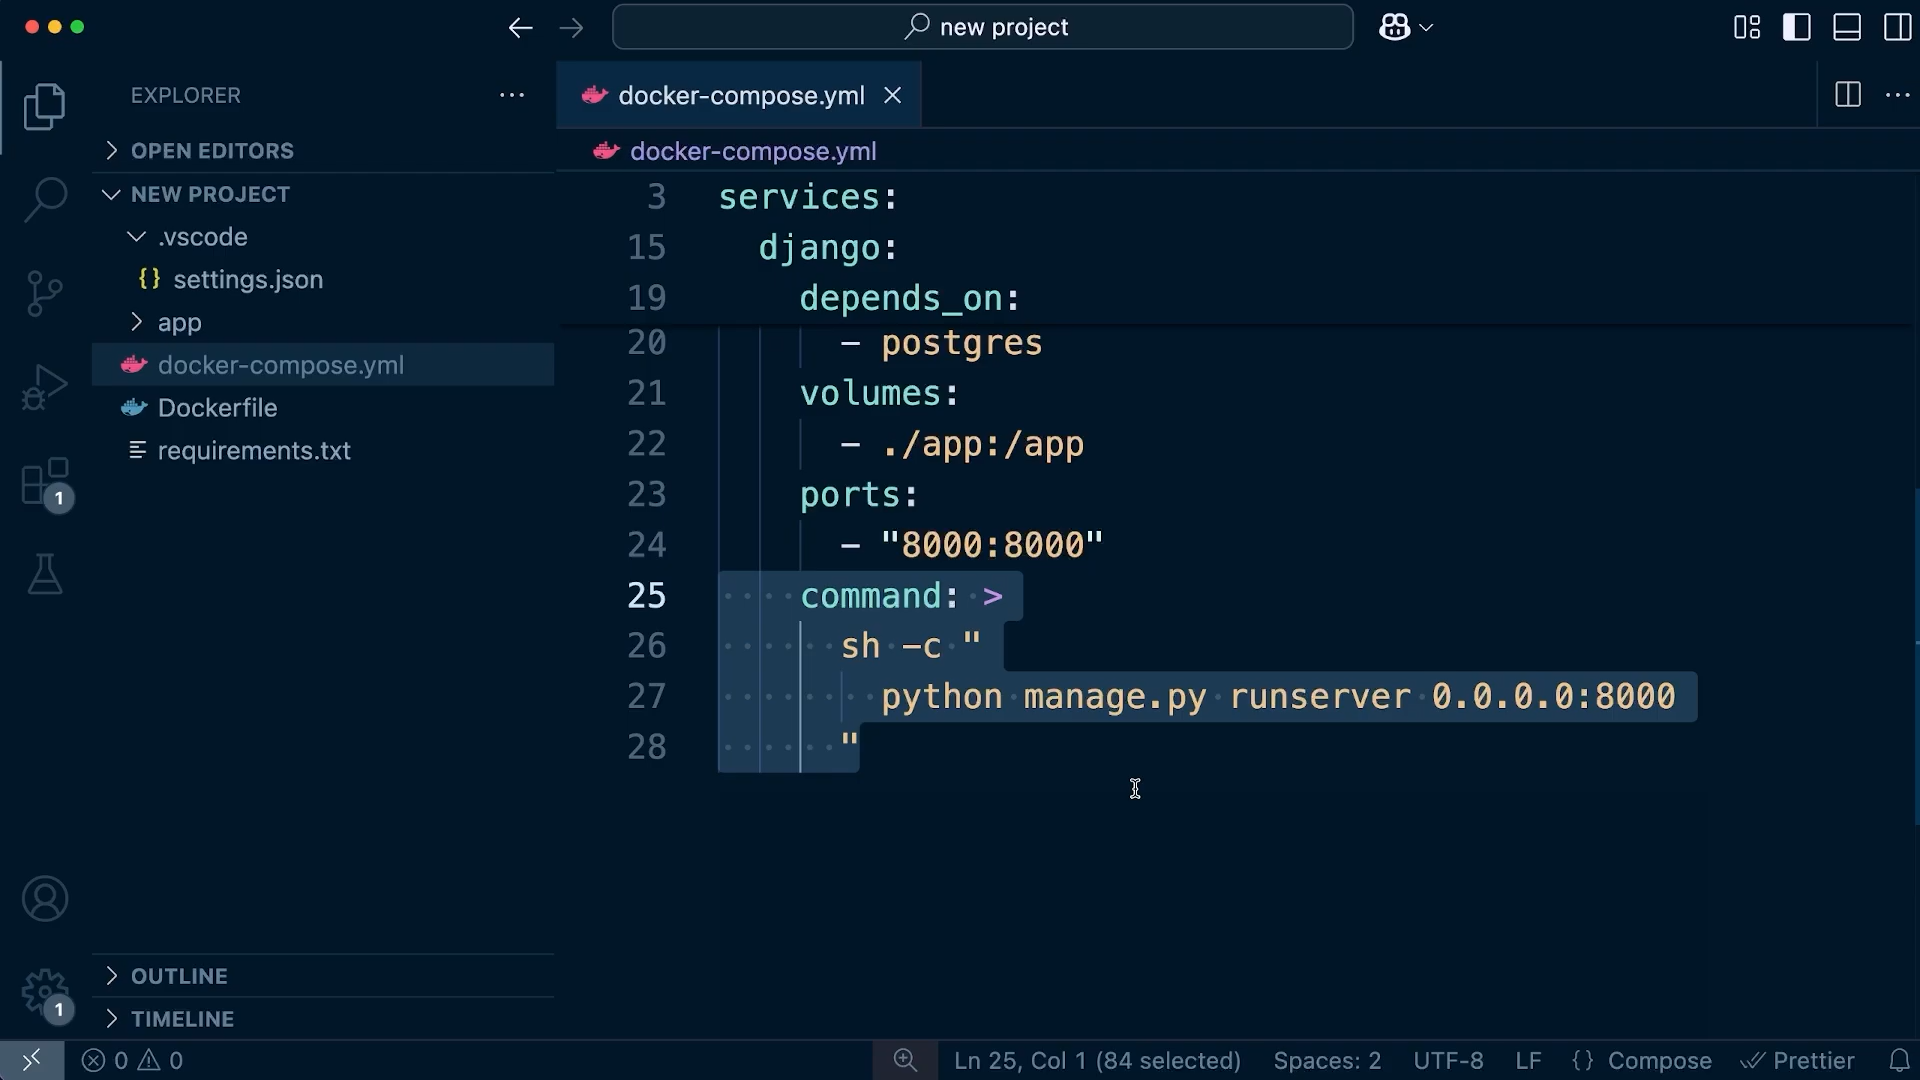 new project
EXPLORER
docker-compose.yml
OPEN EDITORS
docker-compose.yml
NEW PROJECT
.vscode
{} settings.json
app
docker-compose.yml
Dockerfile
requirements.txt
1
3 services:
15 django:
19 depends_on:
20 - postgres
21 volumes:
22 - ./app:/app
23 ports:
24 - "8000:8000"
25 command: >
26 sh -c "
27 python manage.py runserver 0.0.0.0:8000
28 "
OUTLINE
1
TIMELINE
0 0 Ln 25, Col 1 (84 selected) Spaces: 2 UTF-8 LF {} Compose Prettier